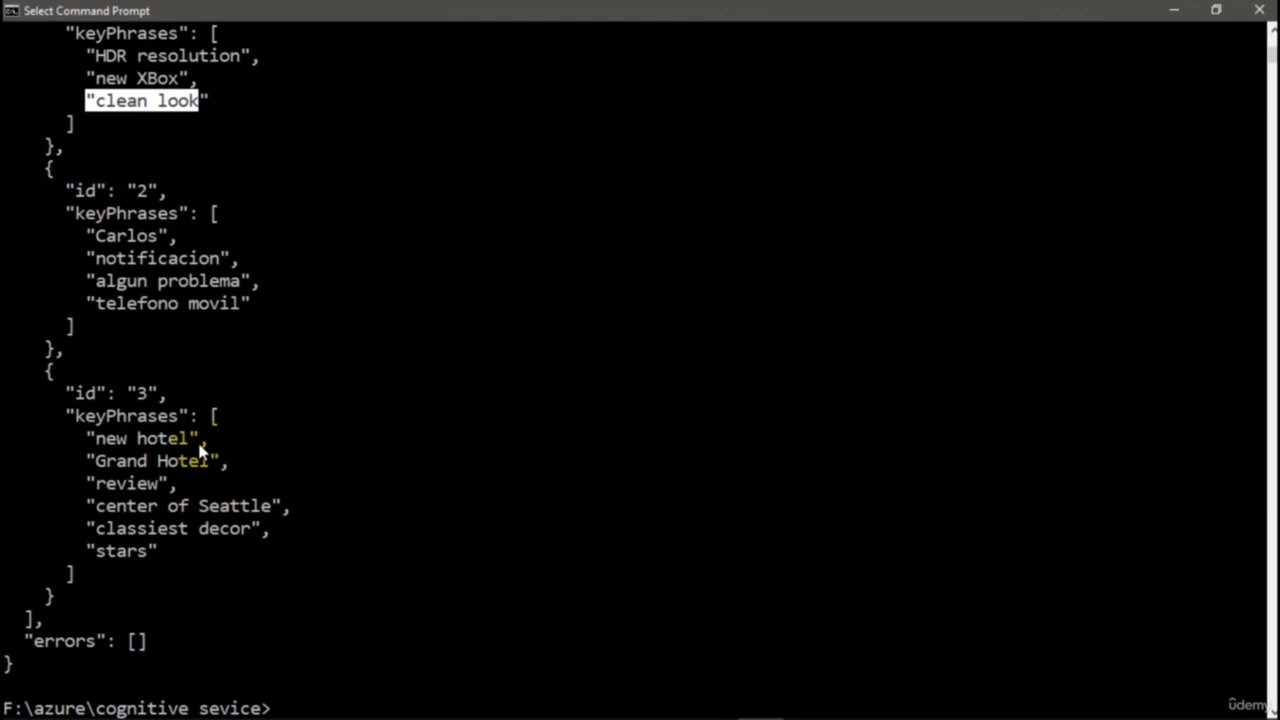 Select Command Prompt
"keyPhrases": [
"HDR resolution",
"new XBox",
"clean look"
]
},
{
"id": "2",
"keyPhrases": [
"Carlos",
"notificacion",
"algun problema",
"telefono movil"
]
},
{
"id": "3",
"keyPhrases": [
"new hotel",
"Grand Hotel",
"review",
"center of Seattle",
"classiest decor",
"stars"
]
}
],
"errors": []
}
F:\azure\cognitive sevice>
ûdemy